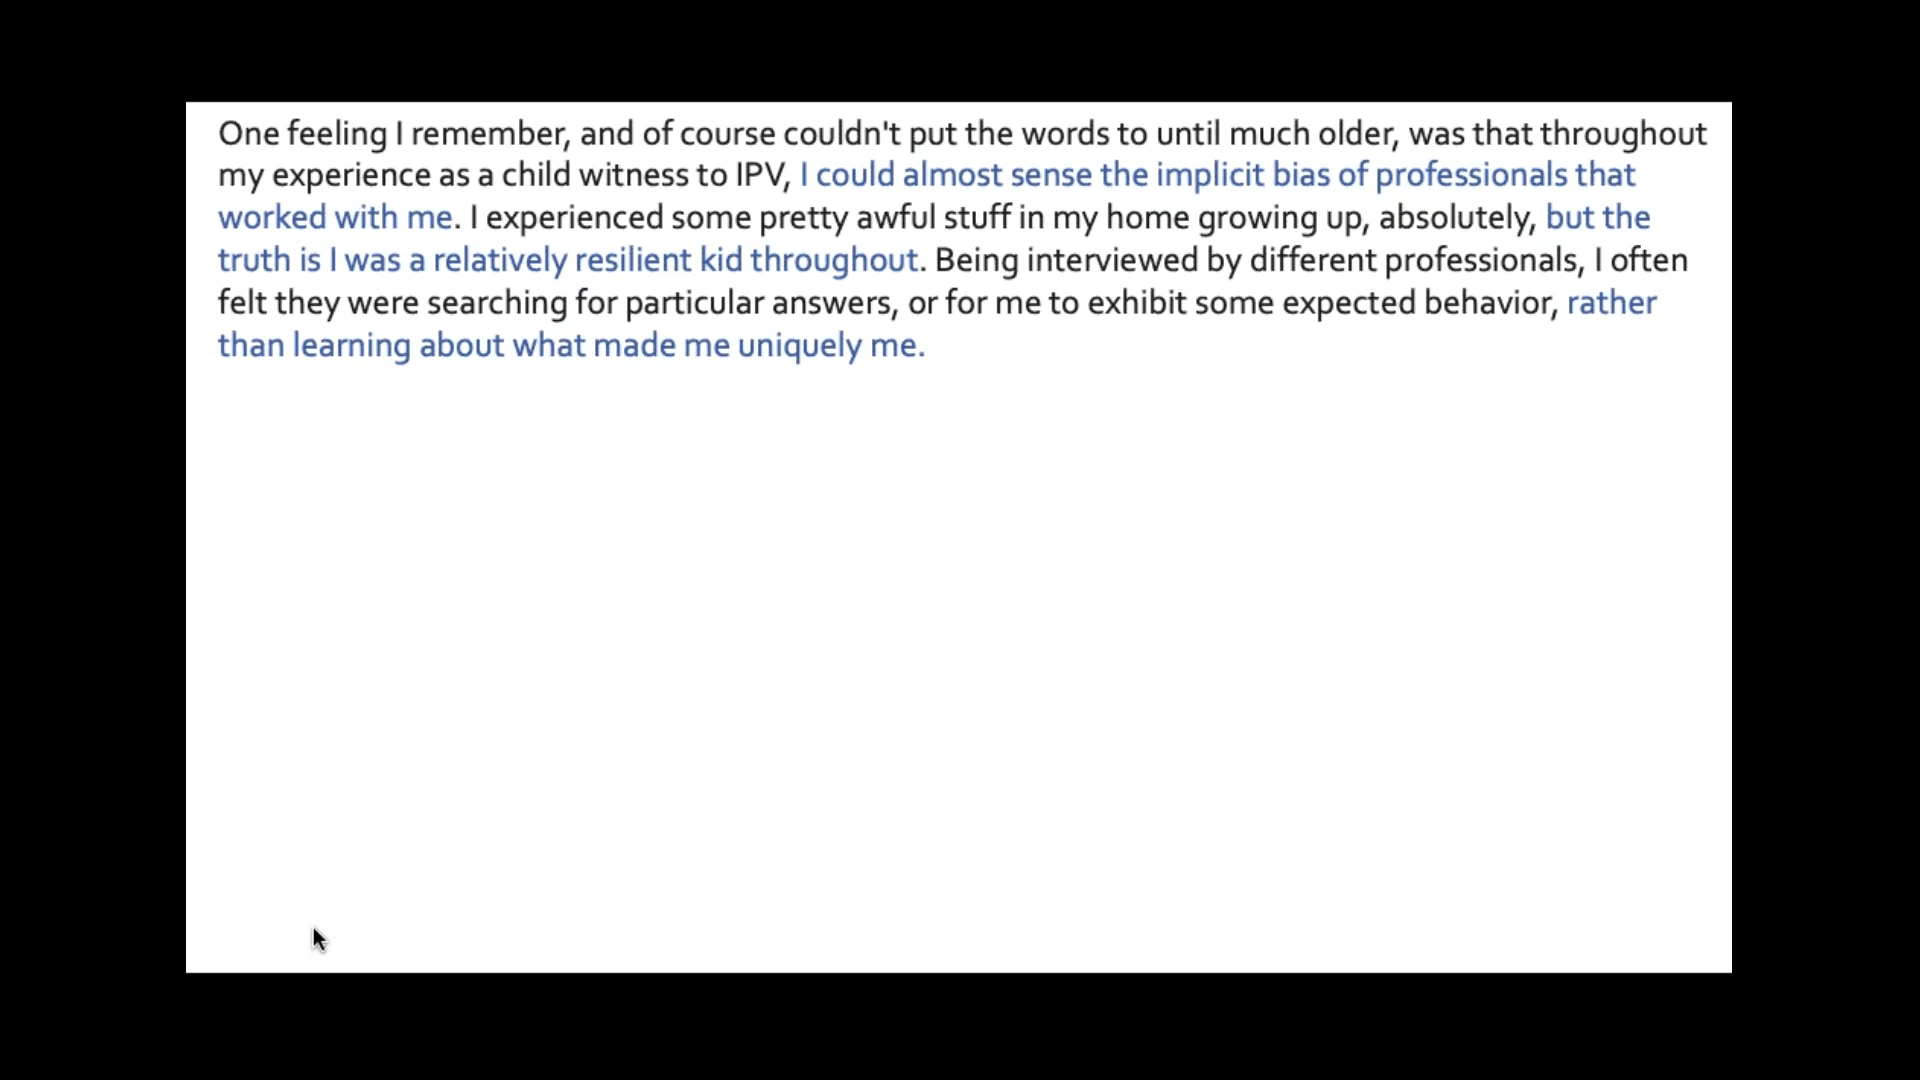 One feeling I remember, and of course couldn't put the words to until much older, was that throughout
my experience as a child witness to IPV, I could almost sense the implicit bias of professionals that
worked with me. I experienced some pretty awful stuff in my home growing up, absolutely, but the
truth is I was a relatively resilient kid throughout. Being interviewed by different professionals, I often
felt they were searching for particular answers, or for me to exhibit some expected behavior, rather
than learning about what made me uniquely me.